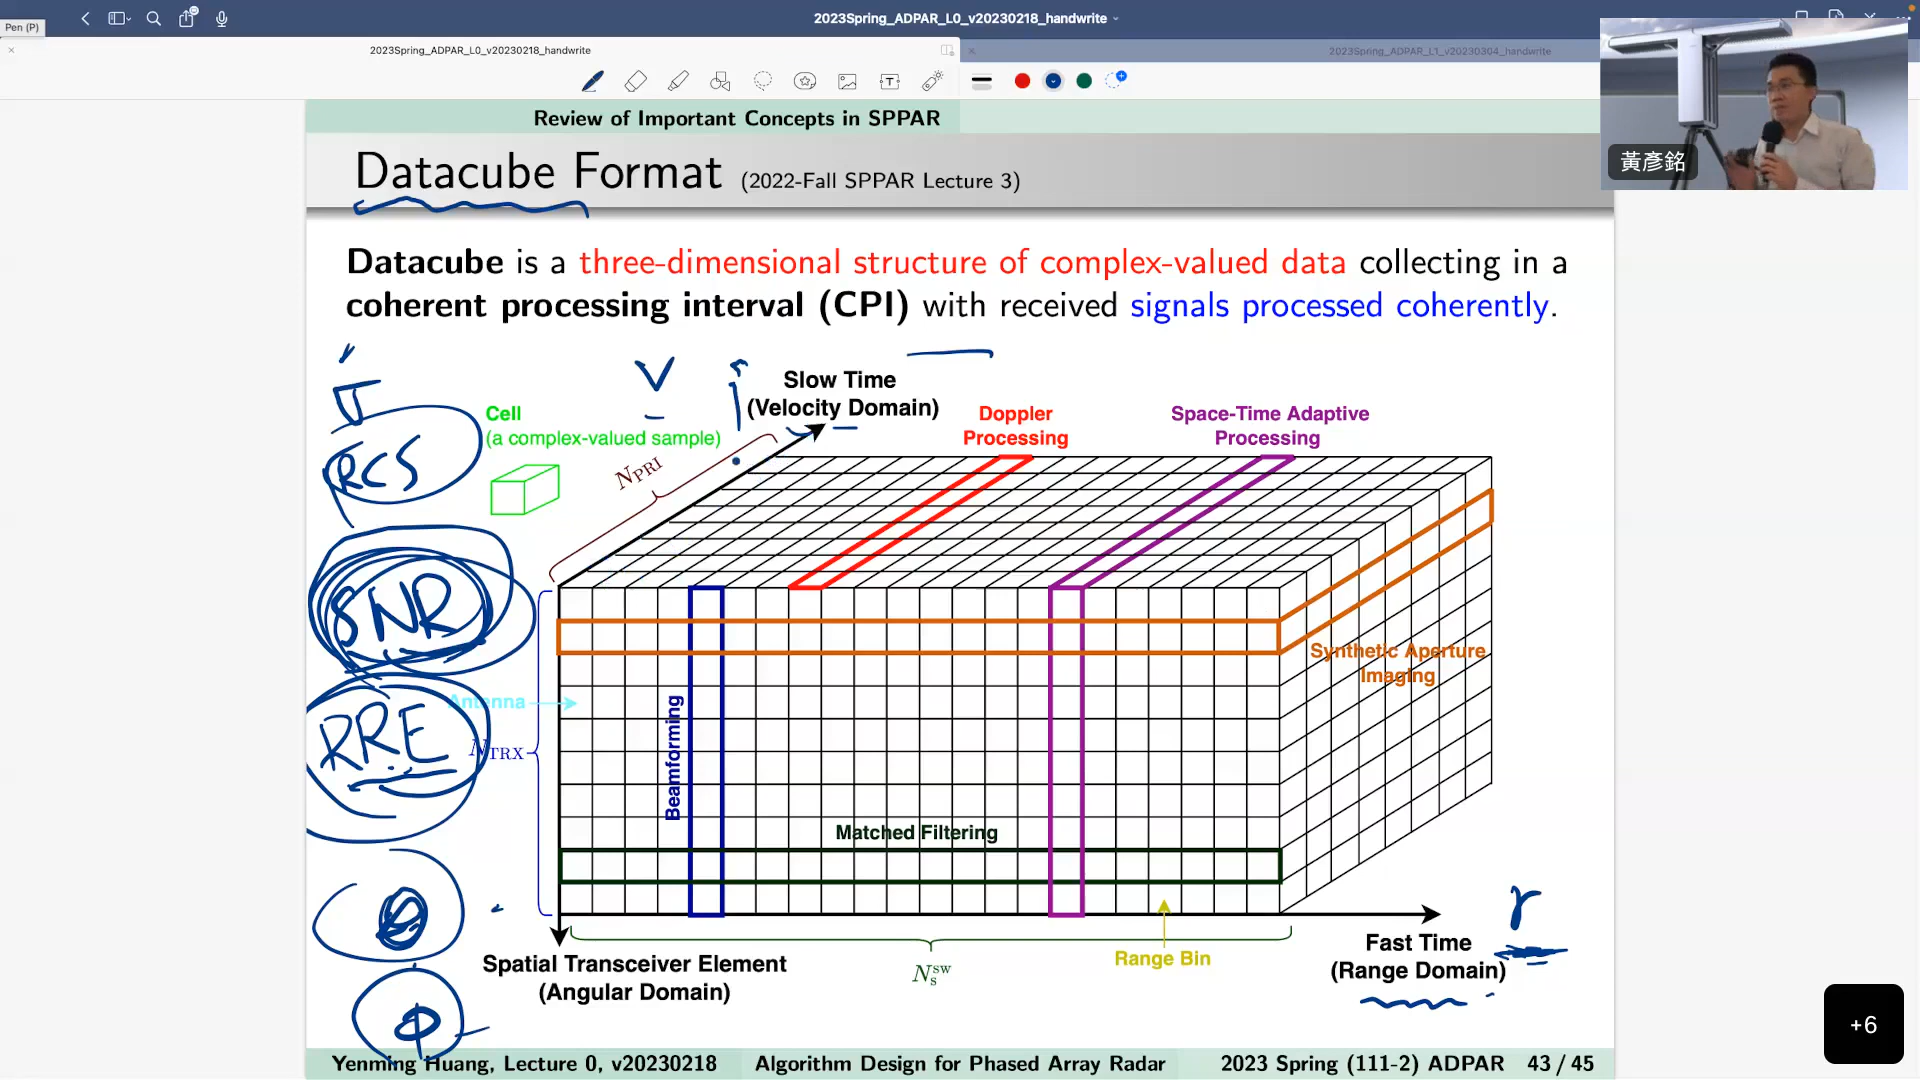 2023Spring_ADPAR_L0_v20230218_handwrite
Pen (P)
2023Spring_ADPAR_L0_v20230218_handwrite
2023Spring_ADPAR_L1_v20230304_handwrite
黃彥銘
Review of Important Concepts in SPPAR
Datacube Format (2022-Fall SPPAR Lecture 3)
Datacube is a three-dimensional structure of complex-valued data collecting in a
coherent processing interval (CPI) with received signals processed coherently.
V
Slow Time
(Velocity Domain)
σ
RCS
Cell
(a complex-valued sample)
Doppler
Processing
Space-Time Adaptive
Processing
N_PRI
SNR
Synthetic Aperture
Imaging
Antenna
RRE
N_TRX
Beamforming
Matched Filtering
θ
r
Fast Time
(Range Domain)
Range Bin
N_s^sw
Spatial Transceiver Element
(Angular Domain)
ϕ
+6
Yenming Huang, Lecture 0, v20230218
Algorithm Design for Phased Array Radar
2023 Spring (111-2) ADPAR
43 / 45